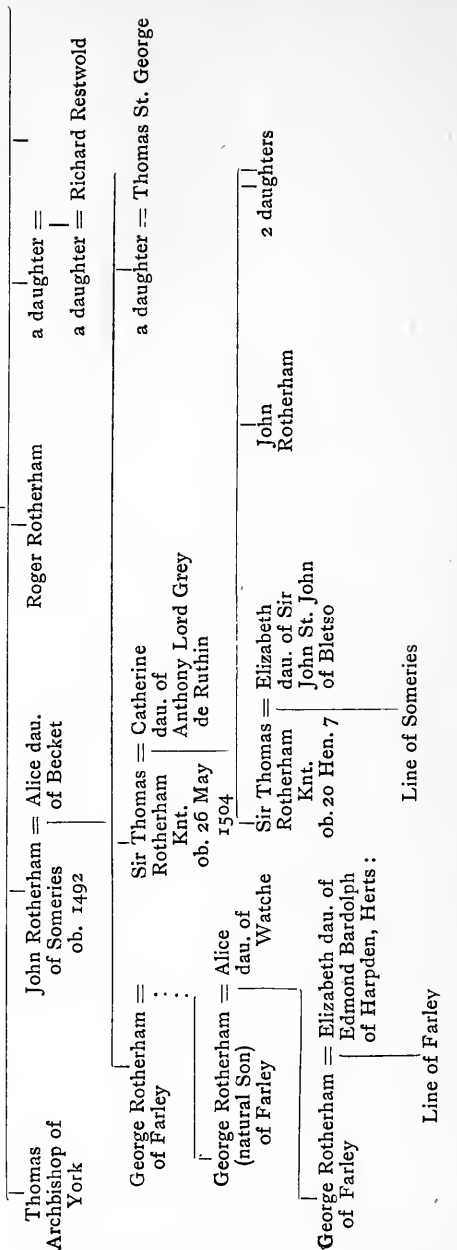 Thomas
Archbishop of
York
John Rotherham = Alice dau.
of Someries of Becket
ob. 1492
Roger Rotherham
a daughter =
a daughter = Richard Restwold
George Rotherham =
of Farley
Sir Thomas = Catherine
Rotherham dau. of
Knt. Anthony Lord Grey
ob. 26 May de Ruthin
1504
a daughter = Thomas St. George
George Rotherham = Alice
(natural Son) dau. of
of Farley Watche
Sir Thomas = Elizabeth
Rotherham dau. of Sir
Knt. John St. John
ob. 20 Hen. 7 of Bletso
John
Rotherham
2 daughters
George Rotherham = Elizabeth dau. of
of Farley Edmond Bardolph
of Harpden, Herts :
Line of Someries
Line of Farley